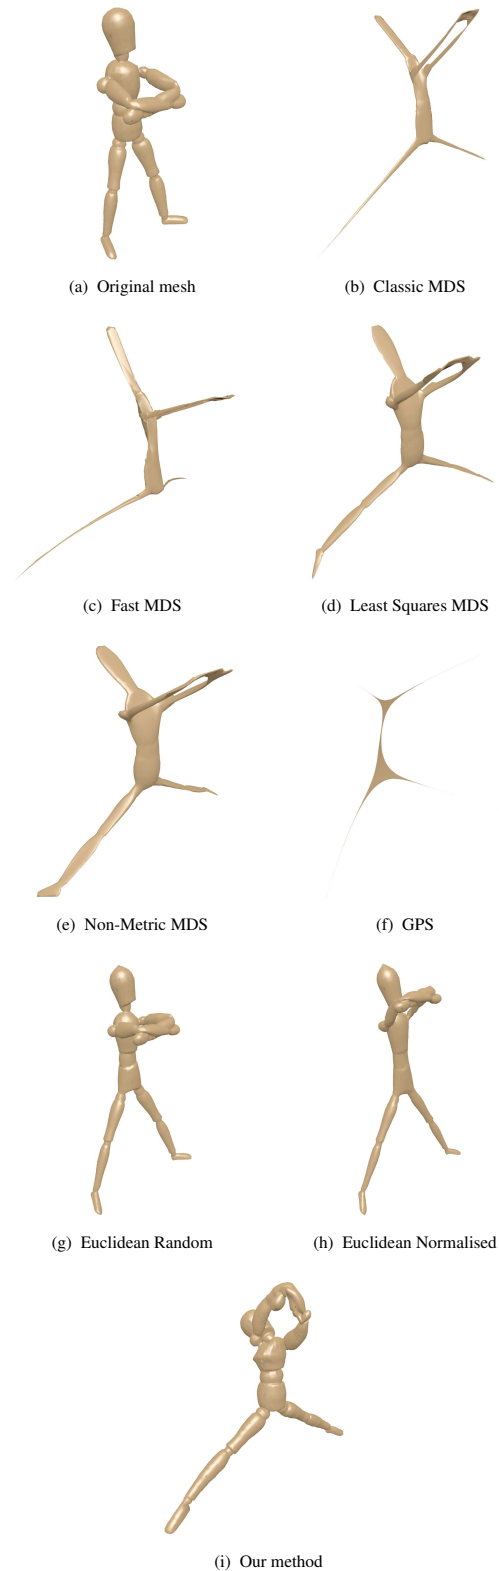 (a) Original mesh
(b) Classic MDS
(c) Fast MDS
(d) Least Squares MDS
(e) Non-Metric MDS
(f) GPS
(g) Euclidean Random
(h) Euclidean Normalised
(i) Our method